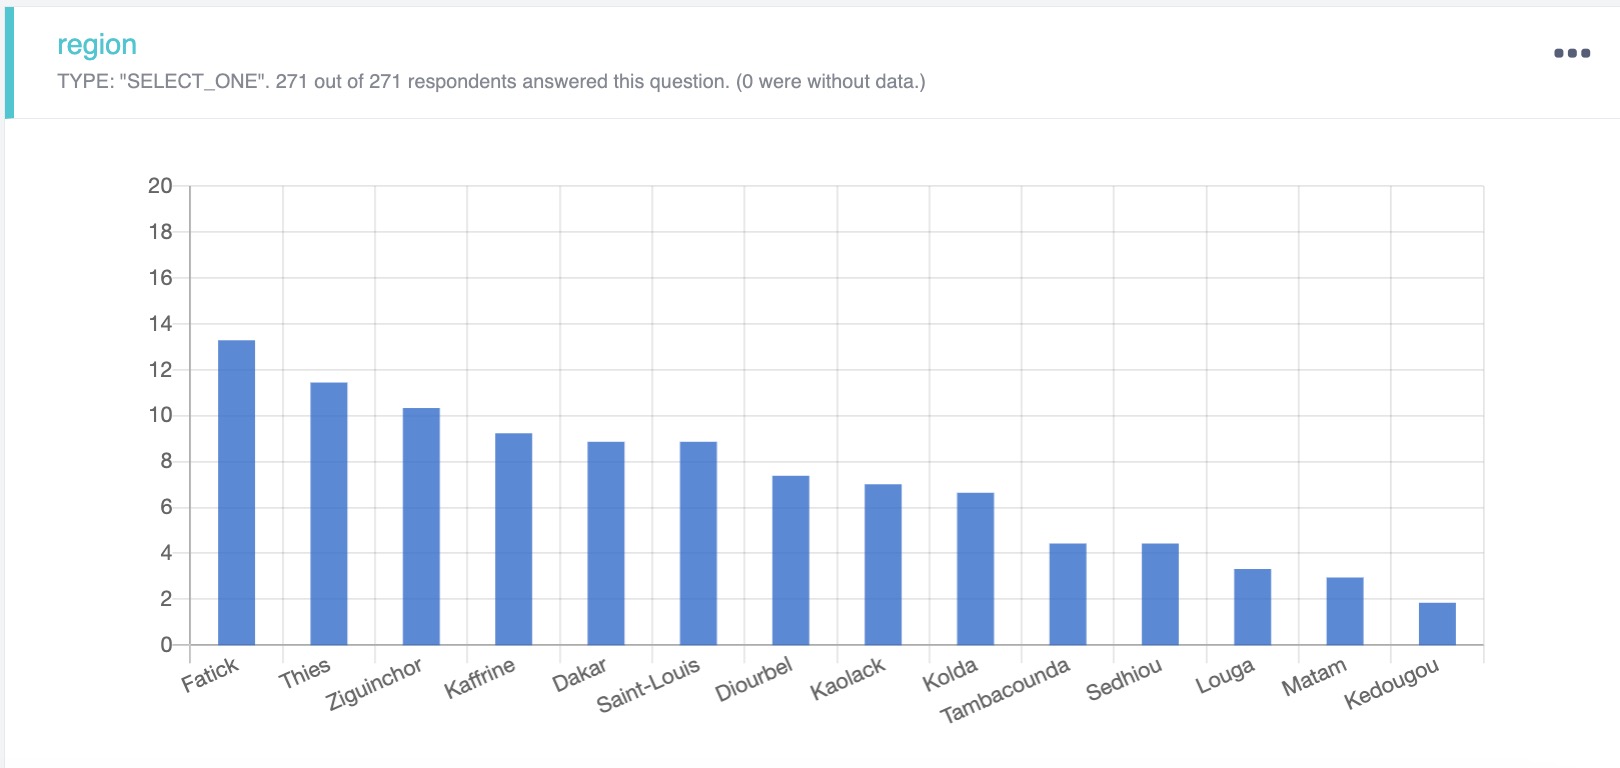 region
TYPE: "SELECT_ONE". 271 out of 271 respondents answered this question. (0 were without data.)
20
18
16
14
12
10
8
6
4
2
0
Fatick
Thies
Ziguinchor
Kaffrine
Dakar
Saint-Louis
Diourbel
Kaolack
Kolda
Tambacounda
Sedhiou
Louga
Matam
Kedougou